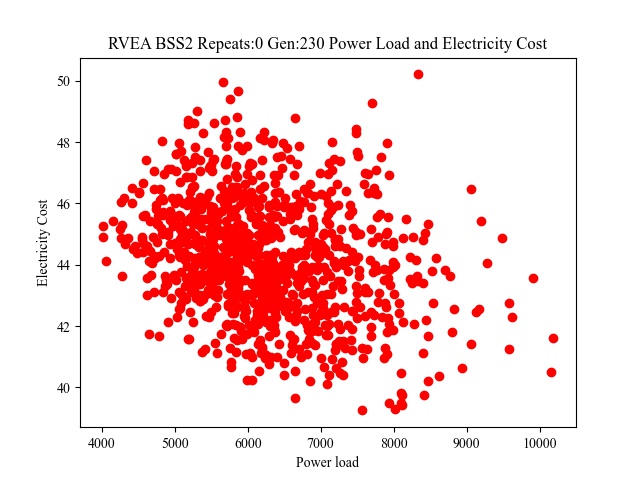 RVEA BSS2 Repeats:0 Gen:230 Power Load and Electricity Cost
50
48
46
44
42
40
Electricity Cost
4000 5000 6000 7000 8000 9000 10000
Power load